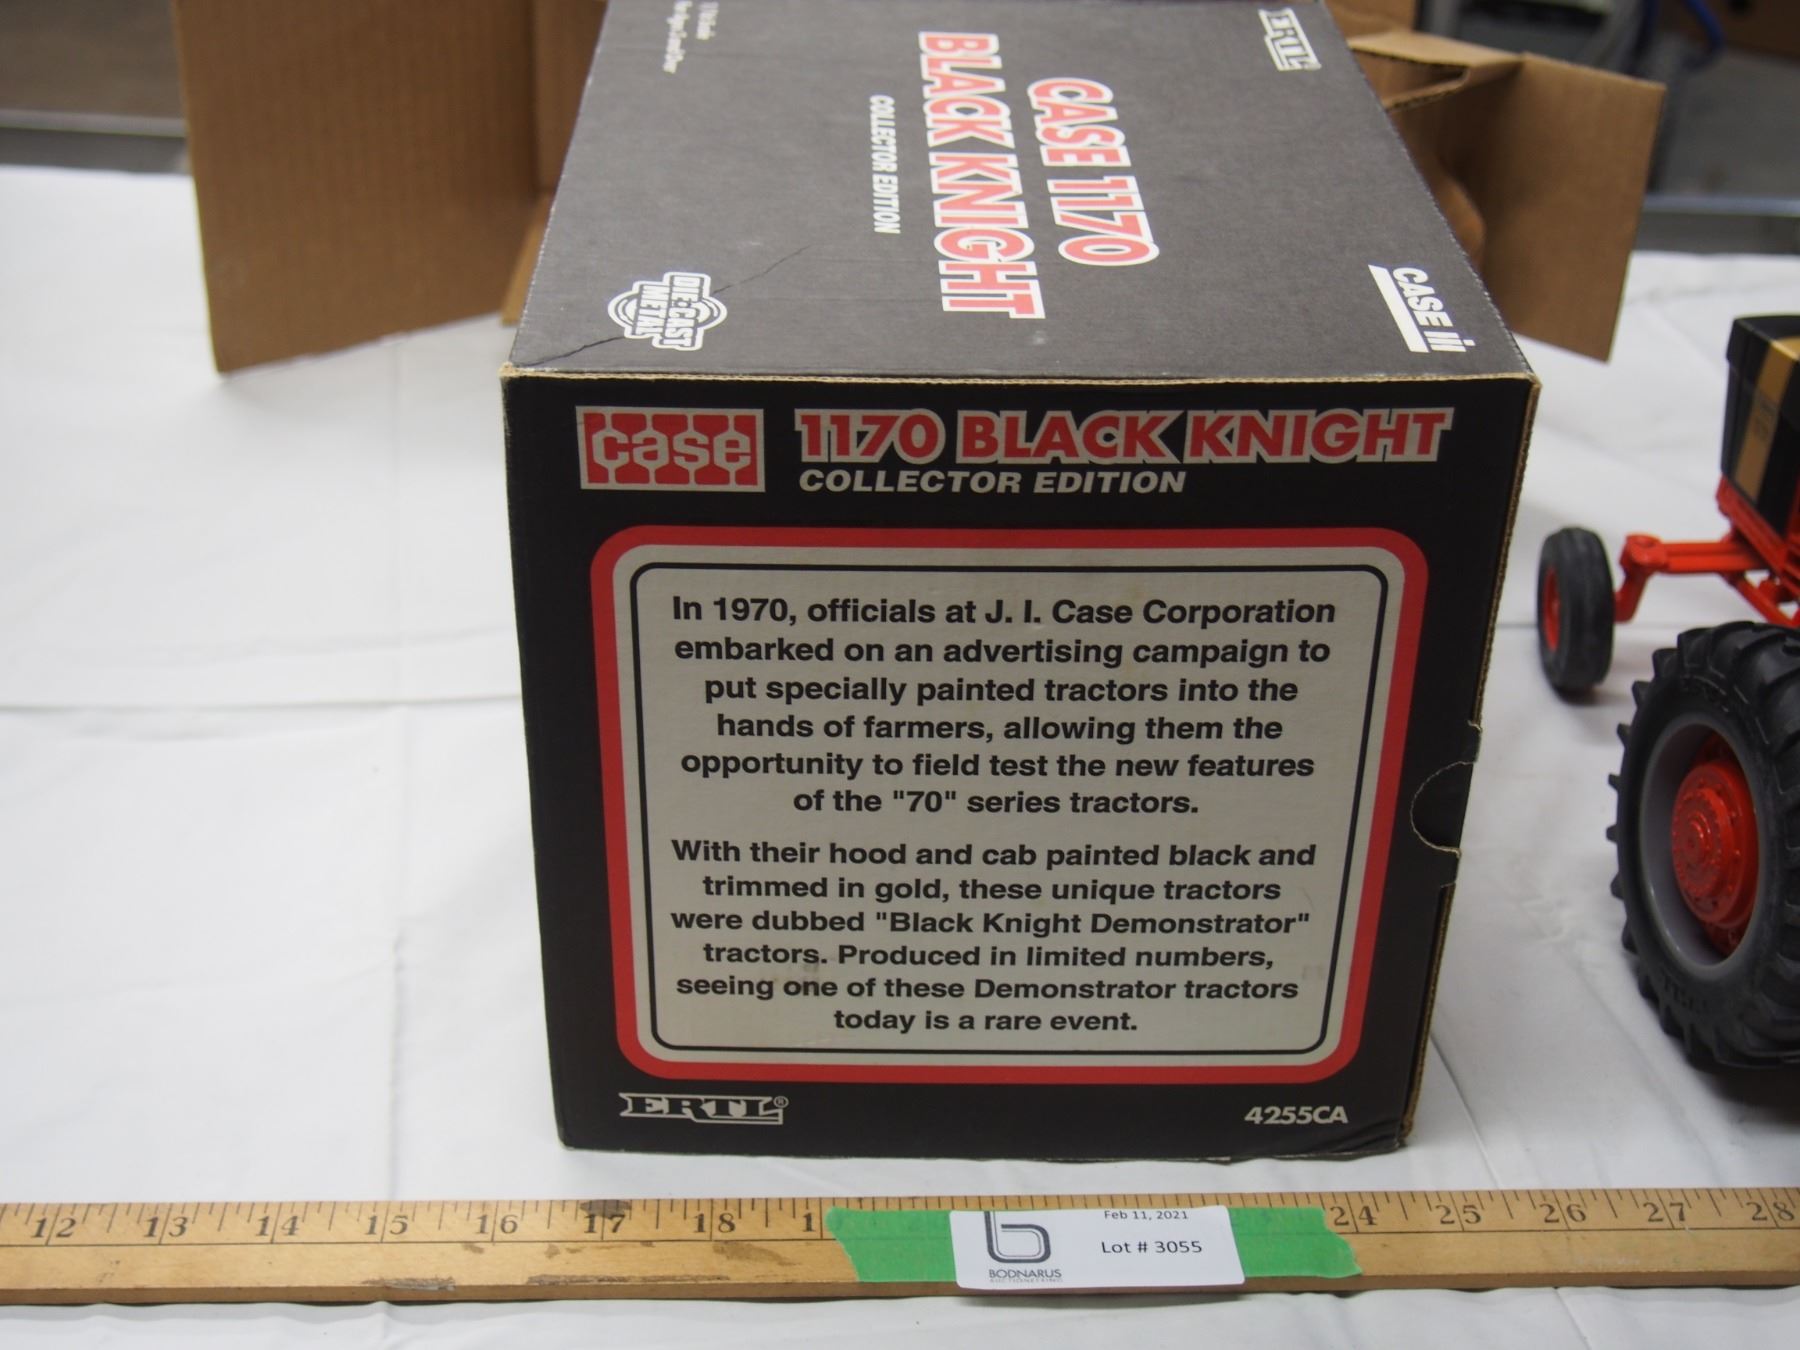 ERTL
CASE 1170
BLACK KNIGHT
COLLECTOR EDITION
CASE III
DIE-CAST
METAL
case
1170 BLACK KNIGHT
COLLECTOR EDITION
In 1970, officials at J. I. Case Corporation
embarked on an advertising campaign to
put specially painted tractors into the
hands of farmers, allowing them the
opportunity to field test the new features
of the "70" series tractors.
With their hood and cab painted black and
trimmed in gold, these unique tractors
were dubbed "Black Knight Demonstrator"
tractors. Produced in limited numbers,
seeing one of these Demonstrator tractors
today is a rare event.
ERTL®
4255CA
12 13 14 15 16 17 18 1 24 25 26 27 28
Feb 11, 2021
Lot # 3055
BODNARUS
AUCTIONEERING